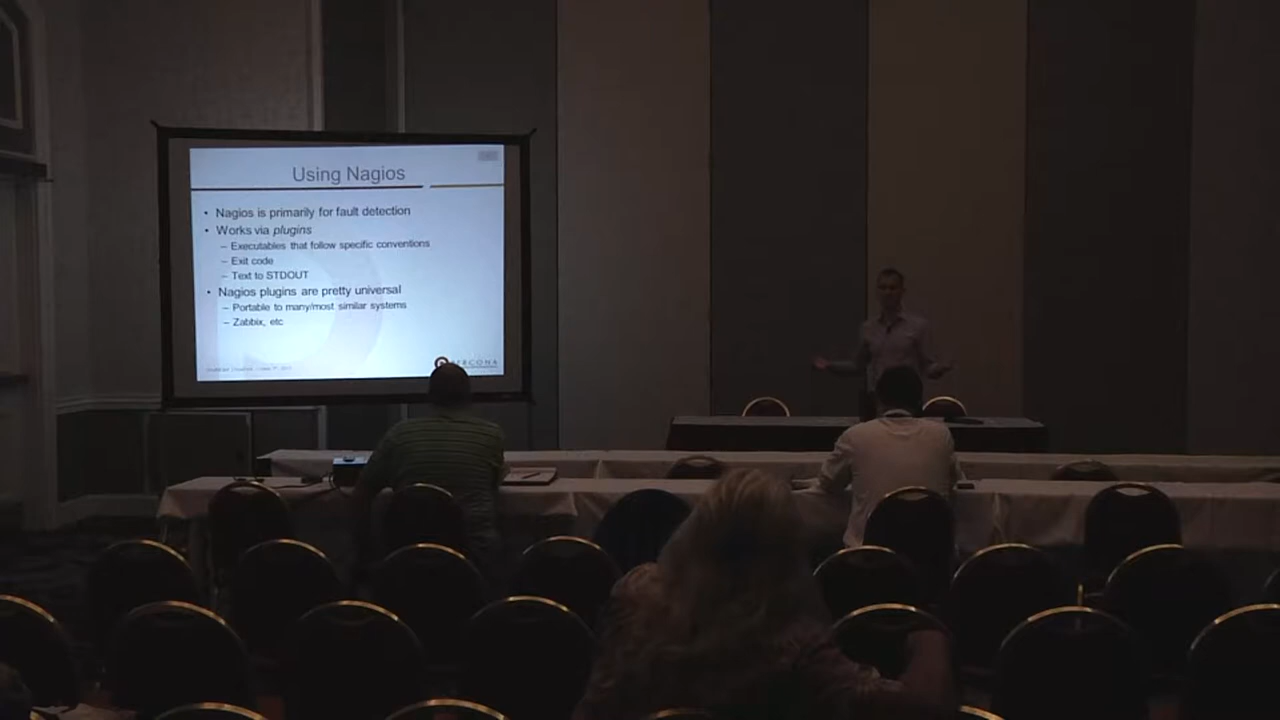 Using Nagios
• Nagios is primarily for fault detection
• Works via plugins
– Executables that follow specific conventions
– Exit code
– Text to STDOUT
• Nagios plugins are pretty universal
– Portable to many/most similar systems
– Zabbix, etc